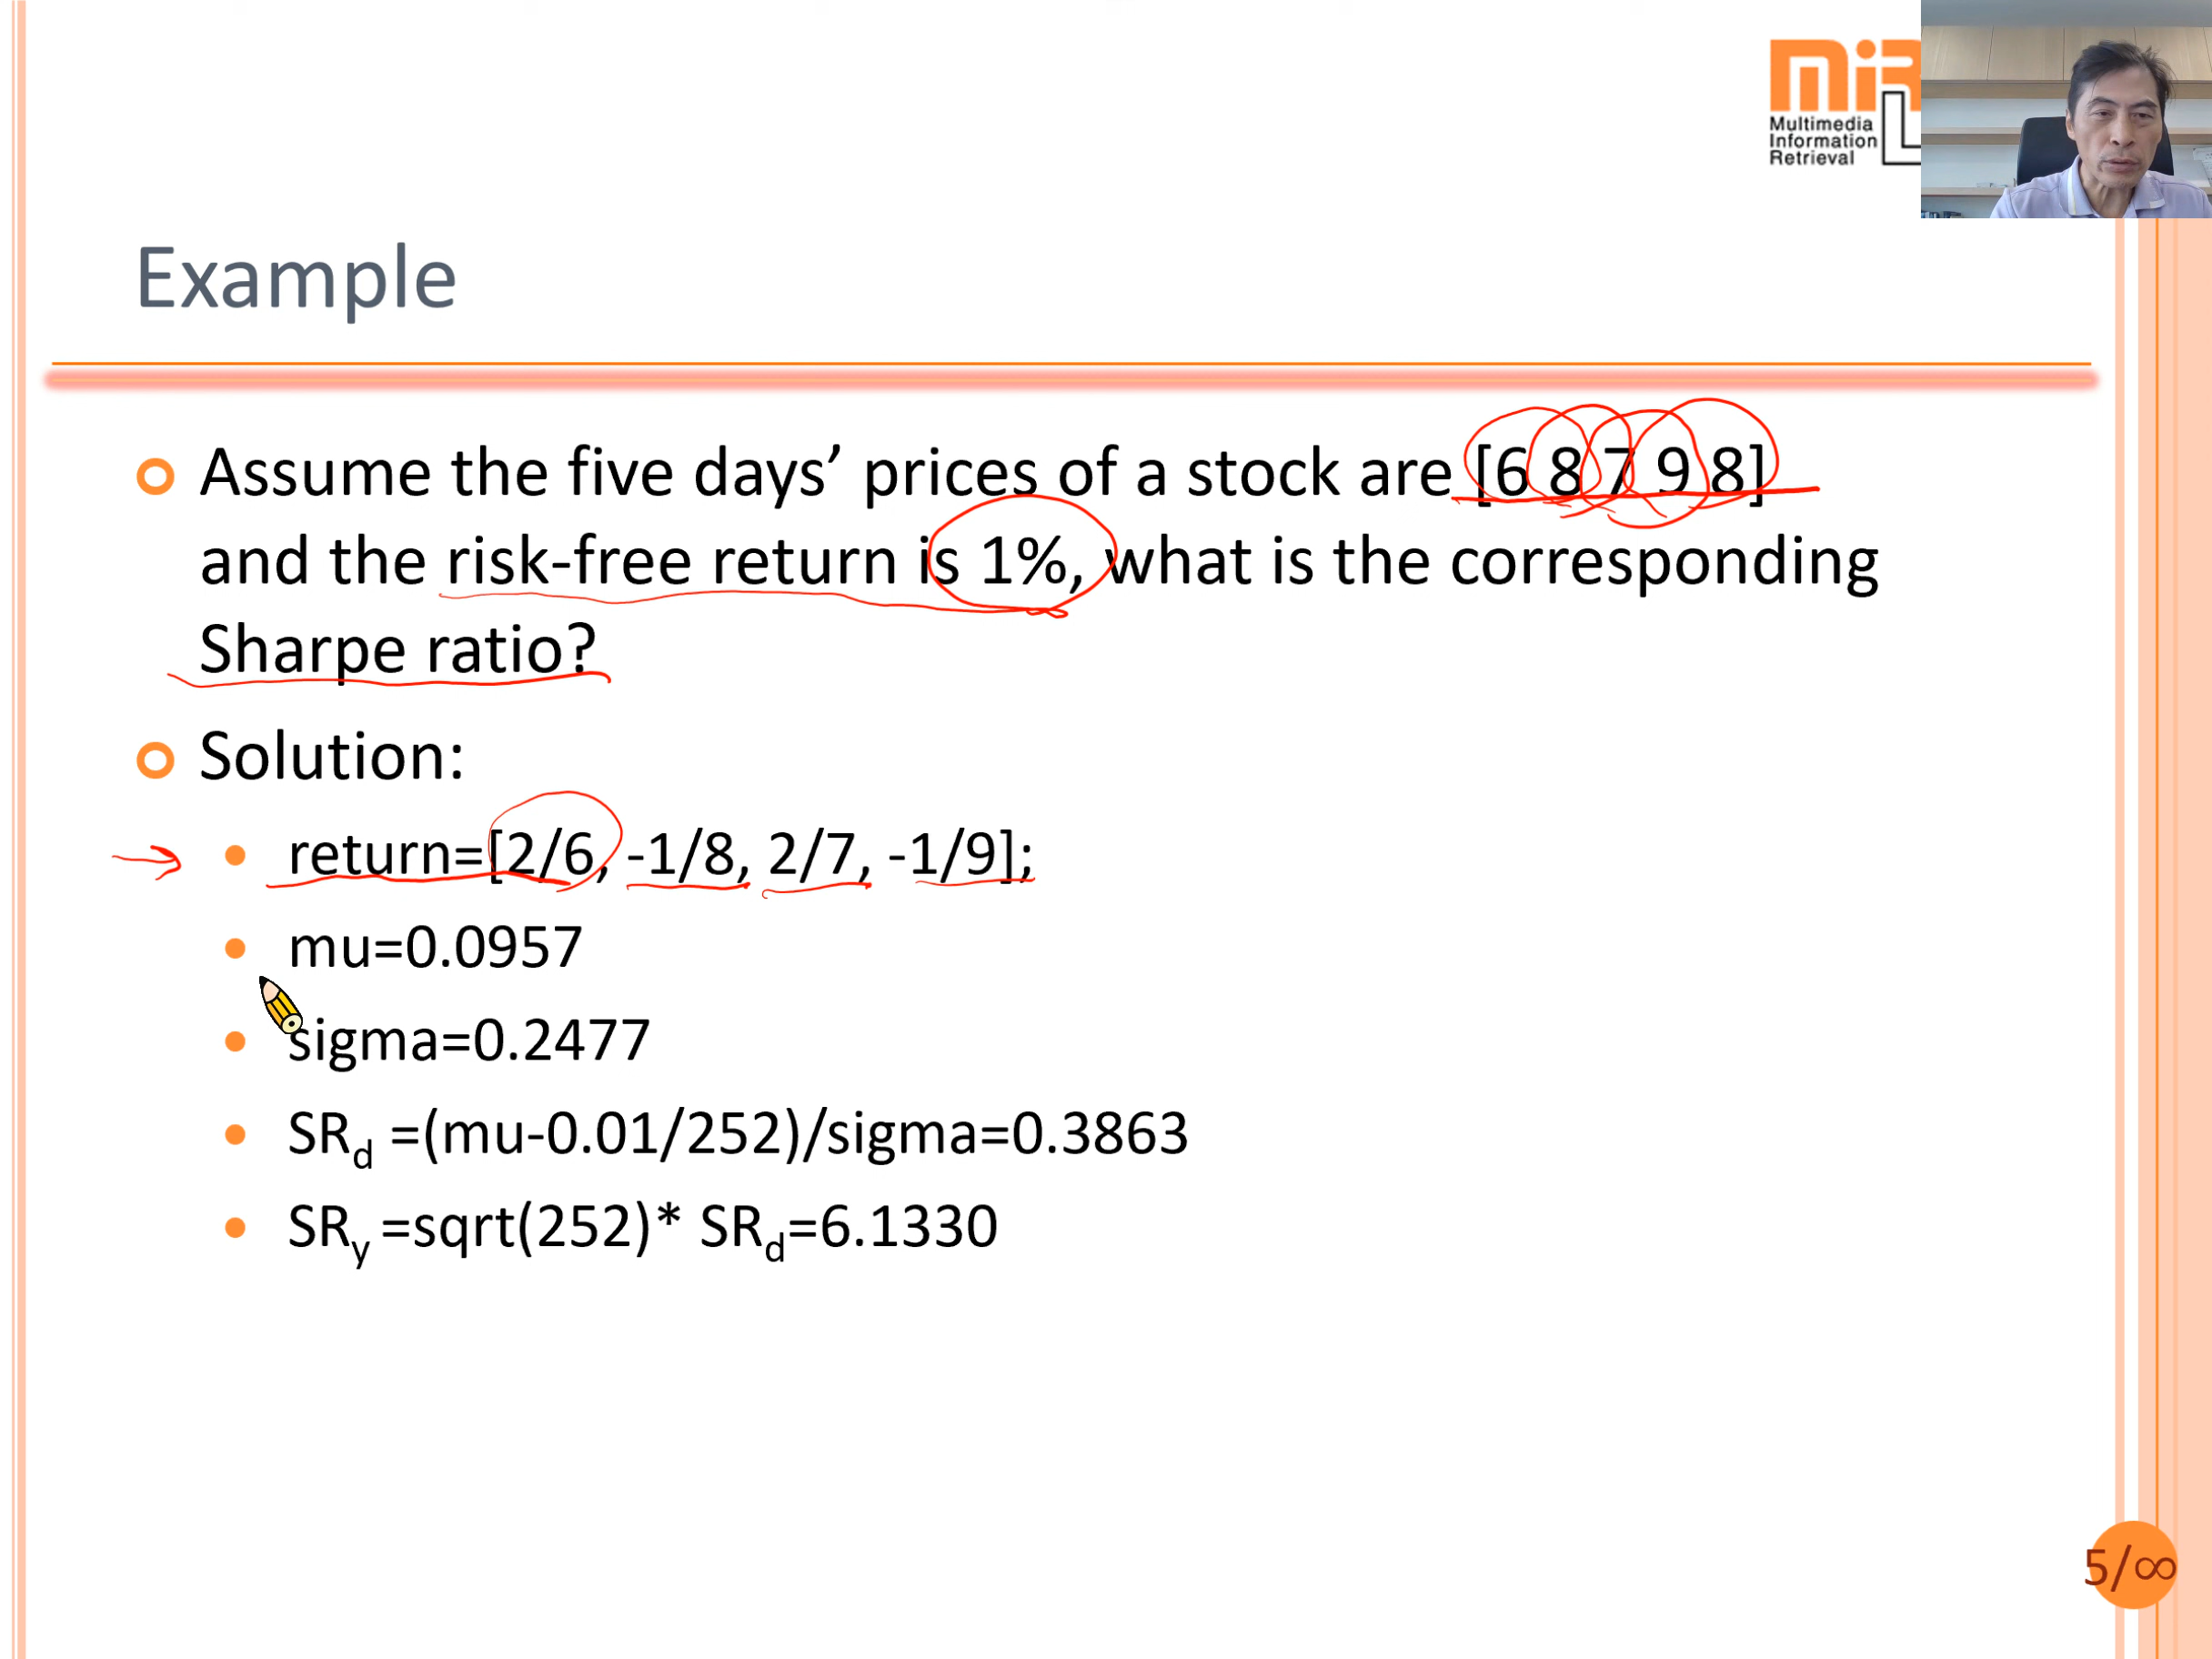 MiR
L
Multimedia
Information
Retrieval
Example
Assume the five days’ prices of a stock are [6 8 7 9 8]
and the risk-free return is 1%, what is the corresponding
Sharpe ratio?
Solution:
return=[2/6, -1/8, 2/7, -1/9];
mu=0.0957
sigma=0.2477
SRd =(mu-0.01/252)/sigma=0.3863
SRy =sqrt(252)* SRd=6.1330
5/∞